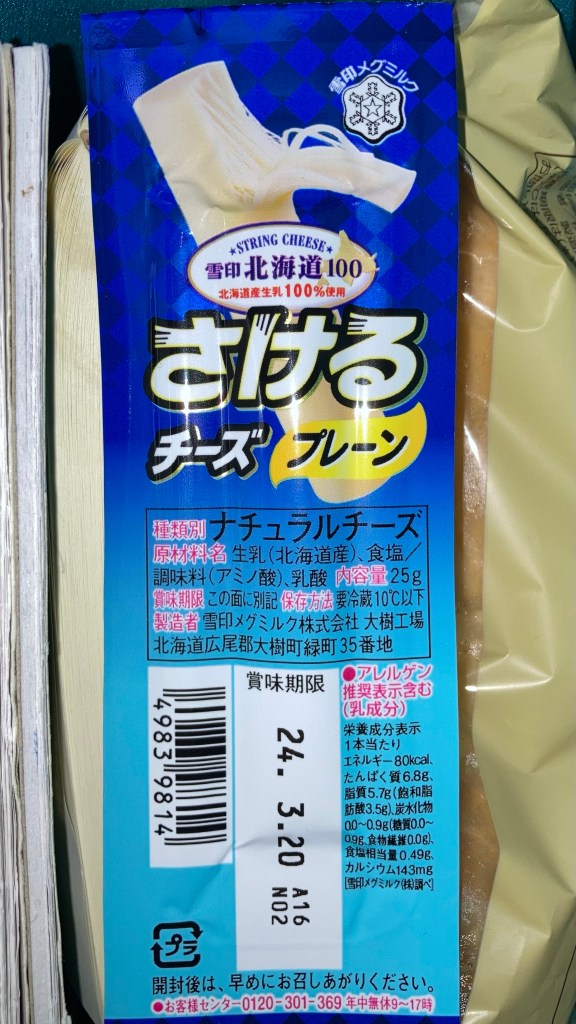 雪印メグミルク
★STRING CHEESE★
雪印 北海道100
北海道産生乳100%使用
さける
チーズ プレーン
種類別 ナチュラルチーズ
原材料名 生乳(北海道産)、食塩/
調味料(アミノ酸)、乳酸 内容量 25g
賞味期限 この面に別記 保存方法 要冷蔵10℃以下
製造者 雪印メグミルク株式会社 大樹工場
北海道広尾郡大樹町緑町35番地
賞味期限
24. 3.20 A16
N02
49839814
●アレルゲン
推奨表示含む
(乳成分)
栄養成分表示
1本当たり
エネルギー80kcal、
たんぱく質6.8g、
脂質5.7g(飽和脂
肪酸3.5g)、炭水化物
0.0〜0.9g(糖質0.0〜
0.9g、食物繊維0.0g)、
食塩相当量0.49g、
カルシウム143mg
[雪印メグミルク(株)調べ]
プラ
開封後は、早めにお召しあがりください。
●お客様センター0120-301-369 年中無休9〜17時